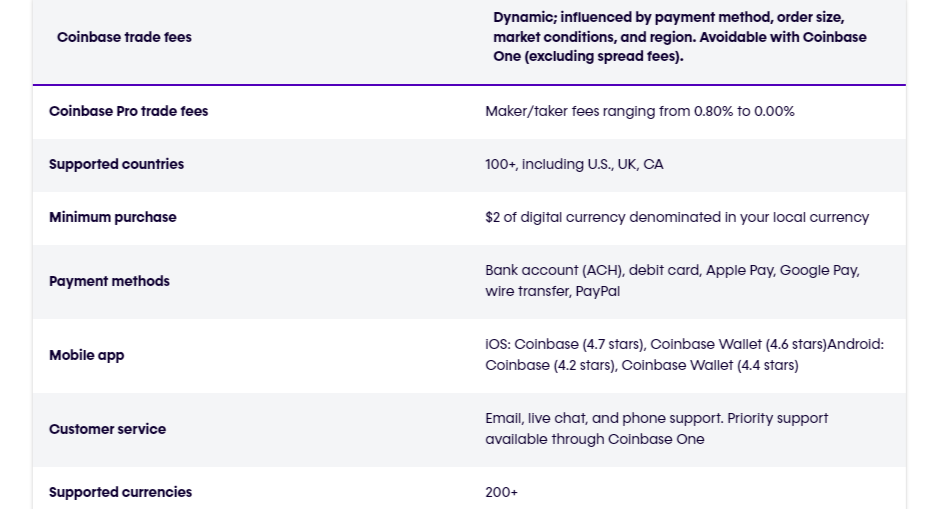 Coinbase trade fees
Dynamic; influenced by payment method, order size,
market conditions, and region. Avoidable with Coinbase
One (excluding spread fees).
Coinbase Pro trade fees
Maker/taker fees ranging from 0.80% to 0.00%
Supported countries
100+, including U.S., UK, CA
Minimum purchase
$2 of digital currency denominated in your local currency
Payment methods
Bank account (ACH), debit card, Apple Pay, Google Pay,
wire transfer, PayPal
Mobile app
iOS: Coinbase (4.7 stars), Coinbase Wallet (4.6 stars)Android:
Coinbase (4.2 stars), Coinbase Wallet (4.4 stars)
Customer service
Email, live chat, and phone support. Priority support
available through Coinbase One
Supported currencies
200+